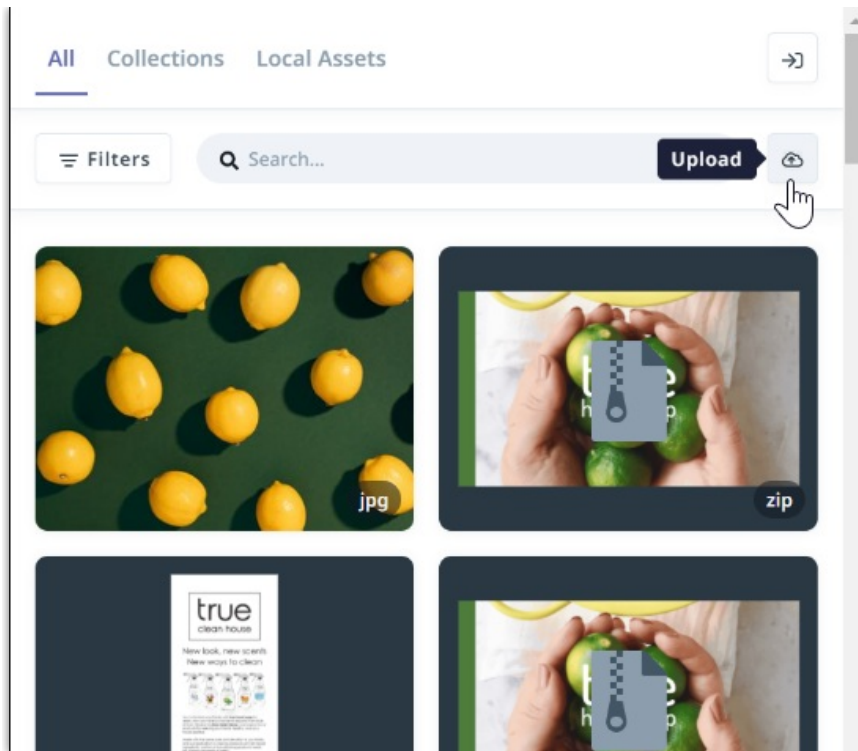 All Collections Local Assets
Filters Search... Upload
jpg
zip
true
clean house
New look, new scents
New ways to clean